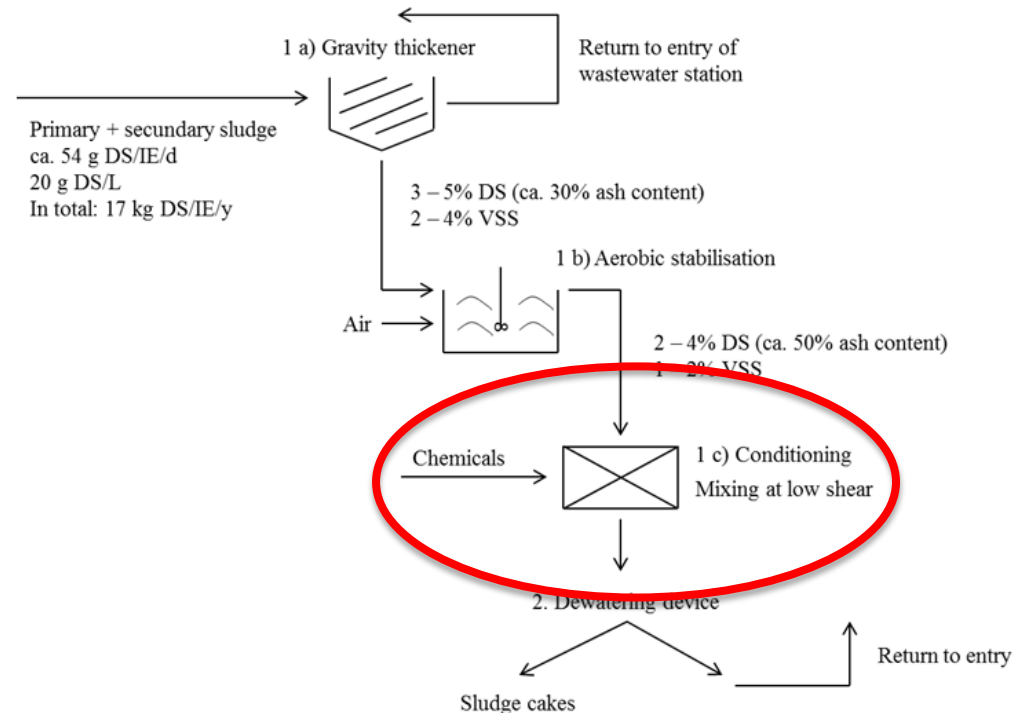 1 a) Gravity thickener
Return to entry of
wastewater station
Primary + secundary sludge
ca. 54 g DS/IE/d
20 g DS/L
In total: 17 kg DS/IE/y
3 – 5% DS (ca. 30% ash content)
2 – 4% VSS
1 b) Aerobic stabilisation
Air
2 – 4% DS (ca. 50% ash content)
1 – 2% VSS
Chemicals
1 c) Conditioning
Mixing at low shear
2. Dewatering device
Return to entry
Sludge cakes